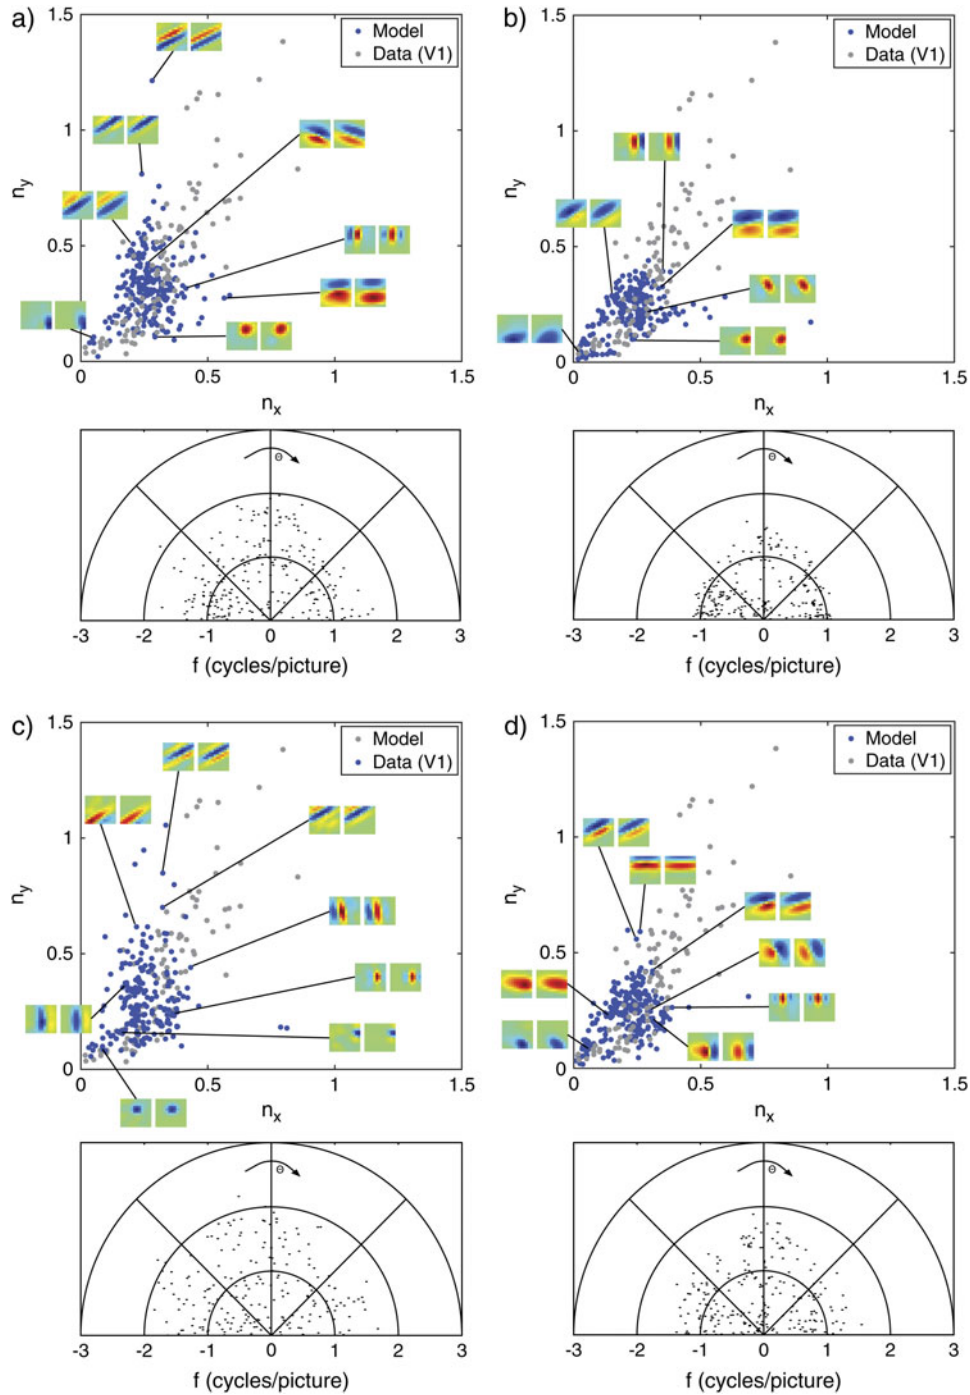 a)
1.5
Model
Data (V1)
1
n_y
0.5
0
0 0.5 1 1.5
n_x
θ
-3 -2 -1 0 1 2 3
f (cycles/picture)
b)
1.5
Model
Data (V1)
1
n_y
0.5
0
0 0.5 1 1.5
n_x
θ
-3 -2 -1 0 1 2 3
f (cycles/picture)
c)
1.5
Model
Data (V1)
1
n_y
0.5
0
0 0.5 1 1.5
n_x
θ
-3 -2 -1 0 1 2 3
f (cycles/picture)
d)
1.5
Model
Data (V1)
1
n_y
0.5
0
0 0.5 1 1.5
n_x
θ
-3 -2 -1 0 1 2 3
f (cycles/picture)